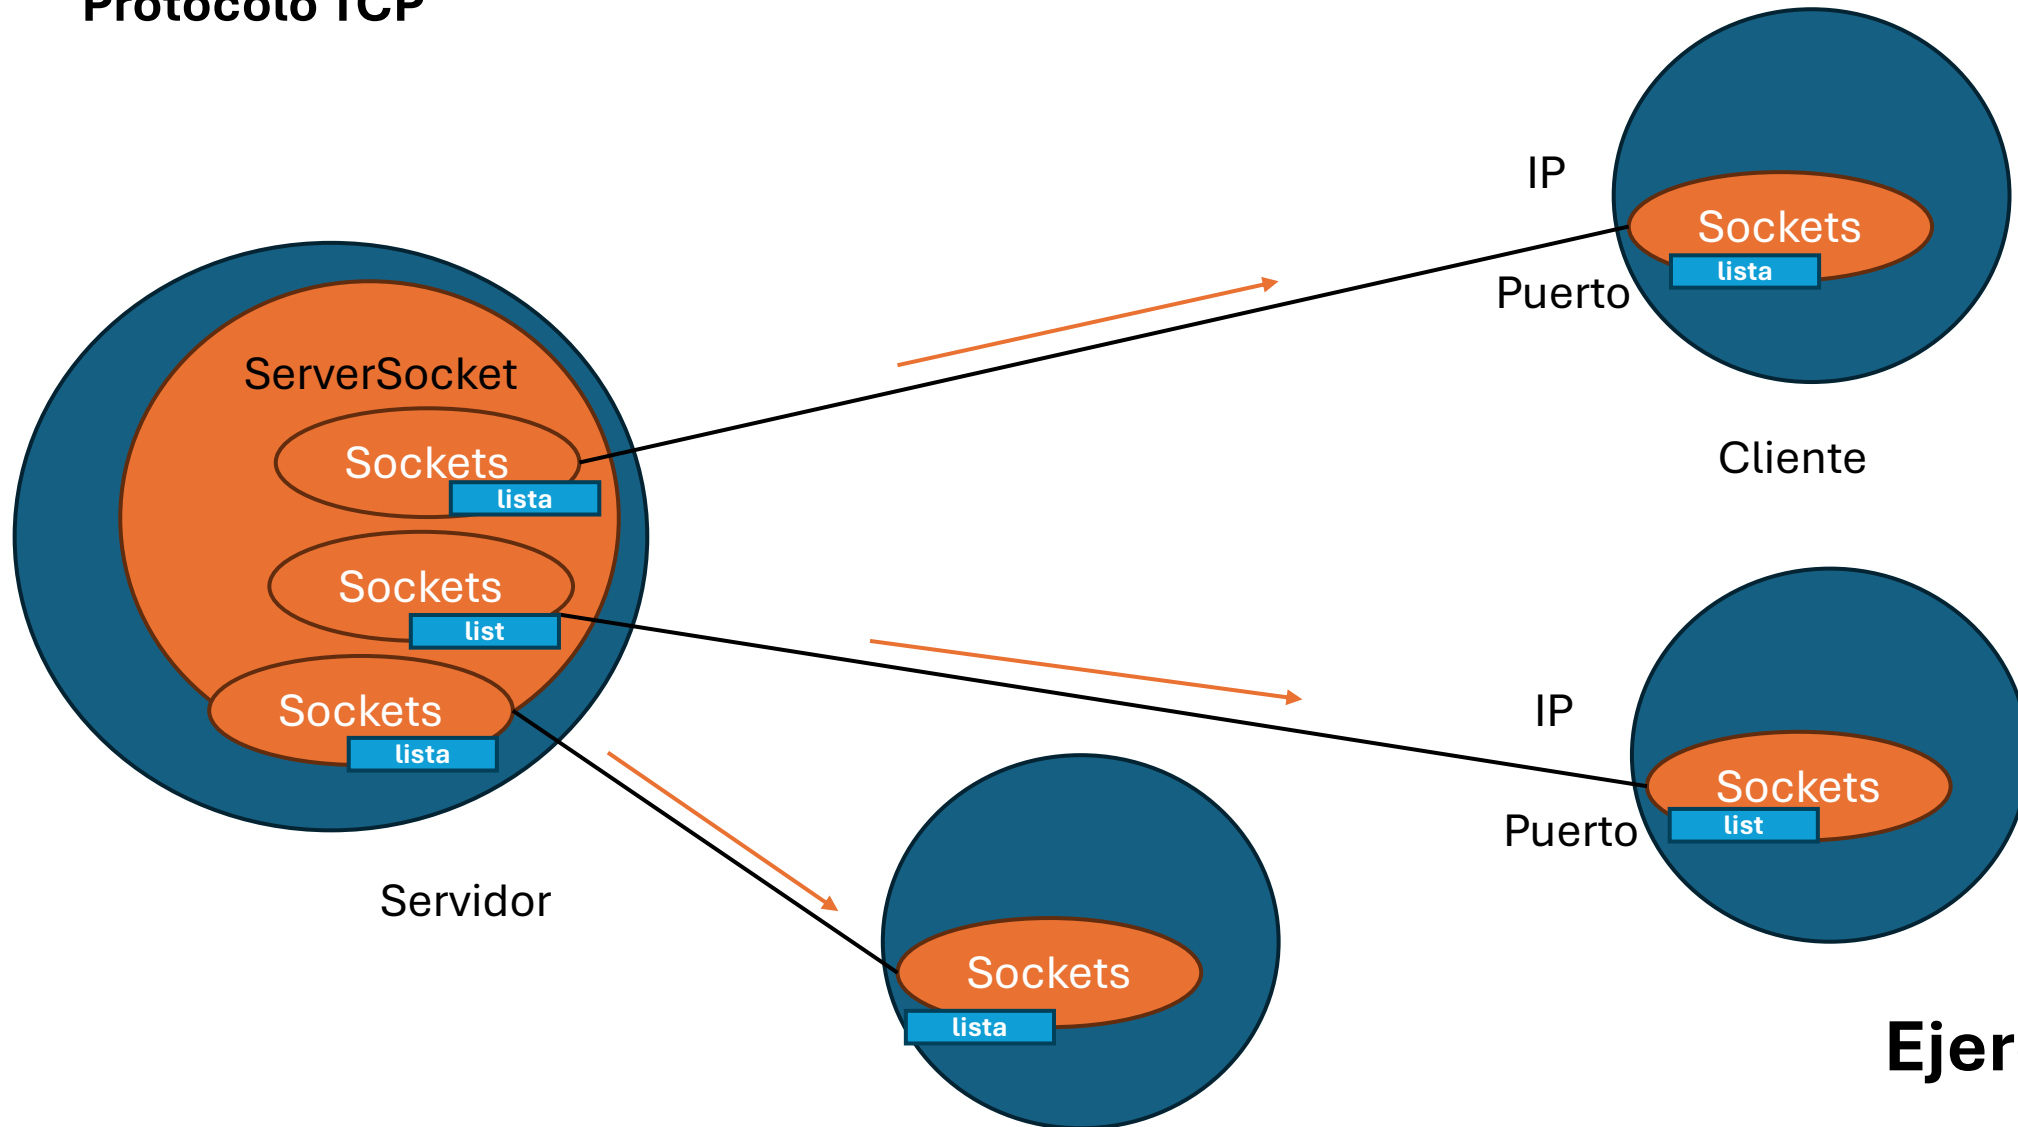 Protocolo TCP
IP
Sockets
lista
Puerto
ServerSocket
Sockets
lista
Cliente
Sockets
list
Sockets
lista
IP
Sockets
list
Puerto
Servidor
Sockets
lista
Ejer